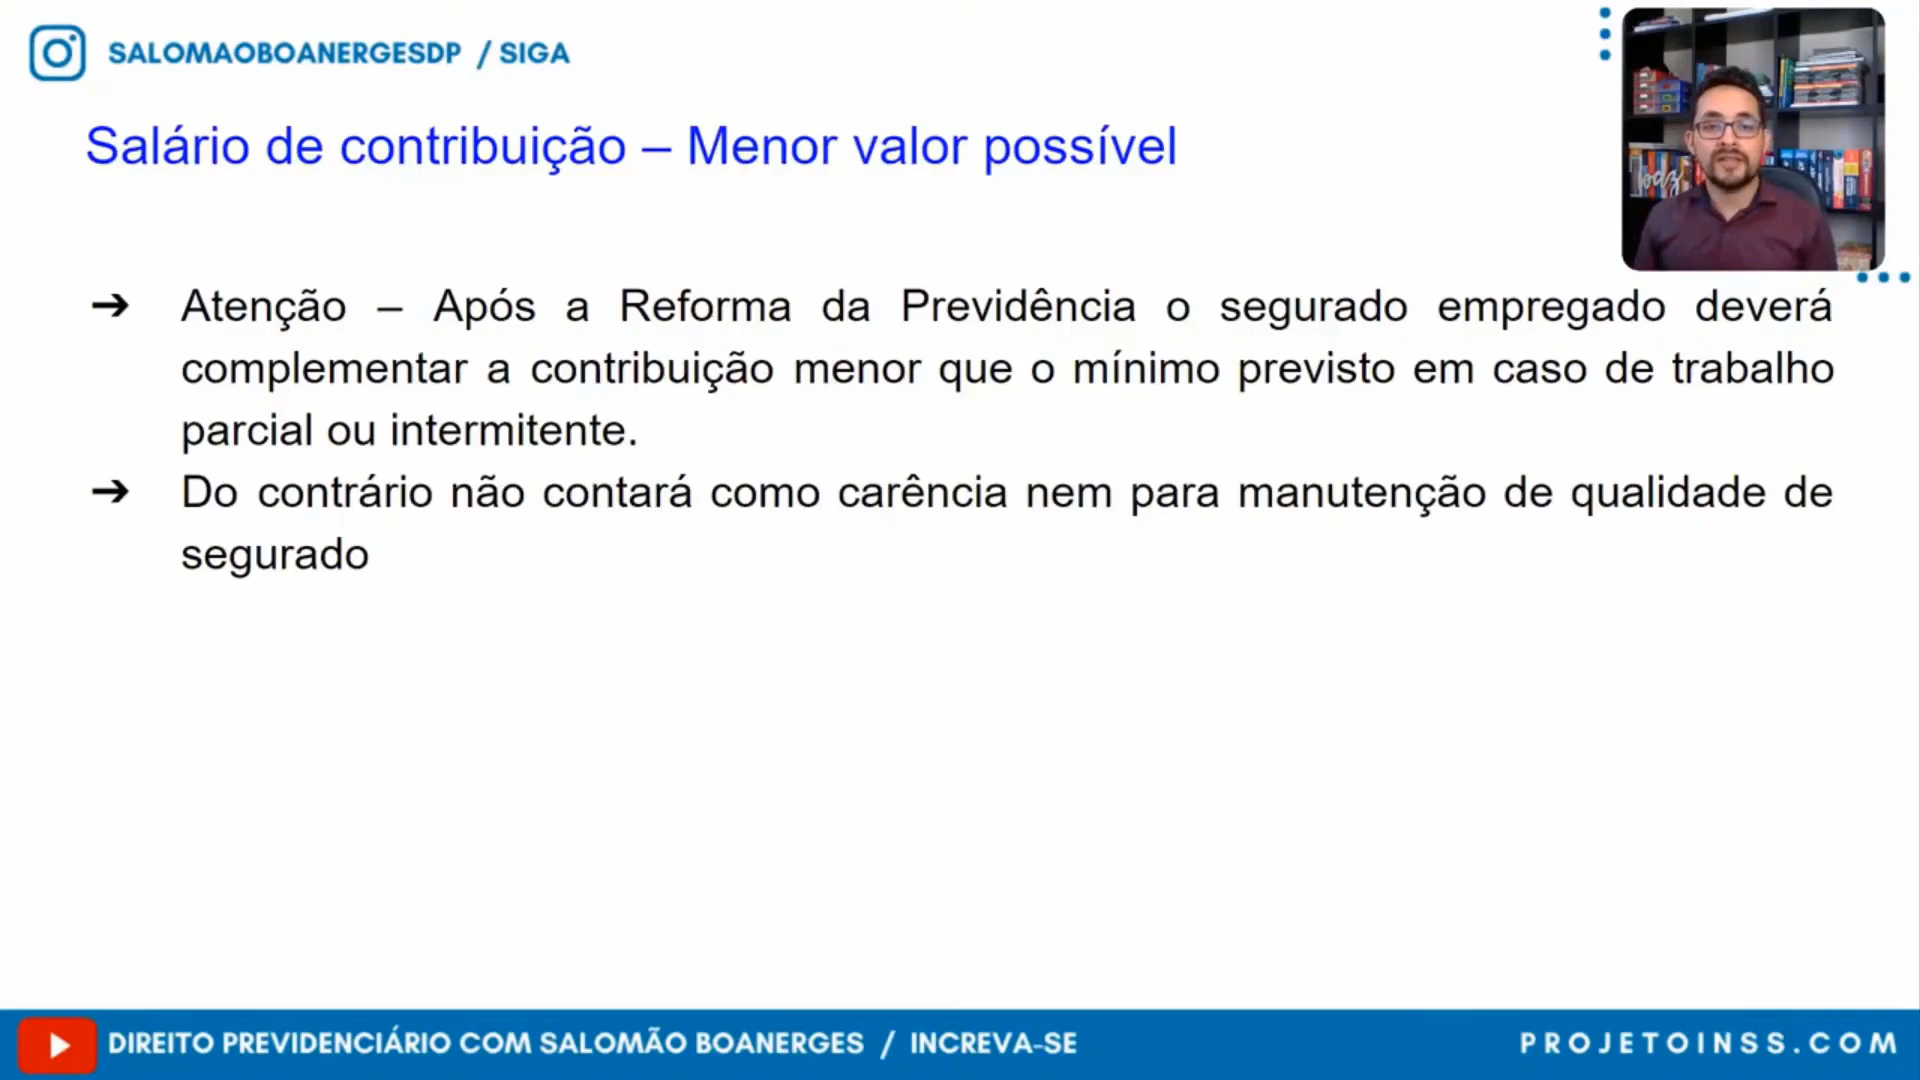 SALOMAOBOANERGESDP / SIGA
Salário de contribuição – Menor valor possível
➔ Atenção – Após a Reforma da Previdência o segurado empregado deverá
complementar a contribuição menor que o mínimo previsto em caso de trabalho
parcial ou intermitente.
➔ Do contrário não contará como carência nem para manutenção de qualidade de
segurado
DIREITO PREVIDENCIÁRIO COM SALOMÃO BOANERGES / INCREVA-SE
PROJETOINSS.COM